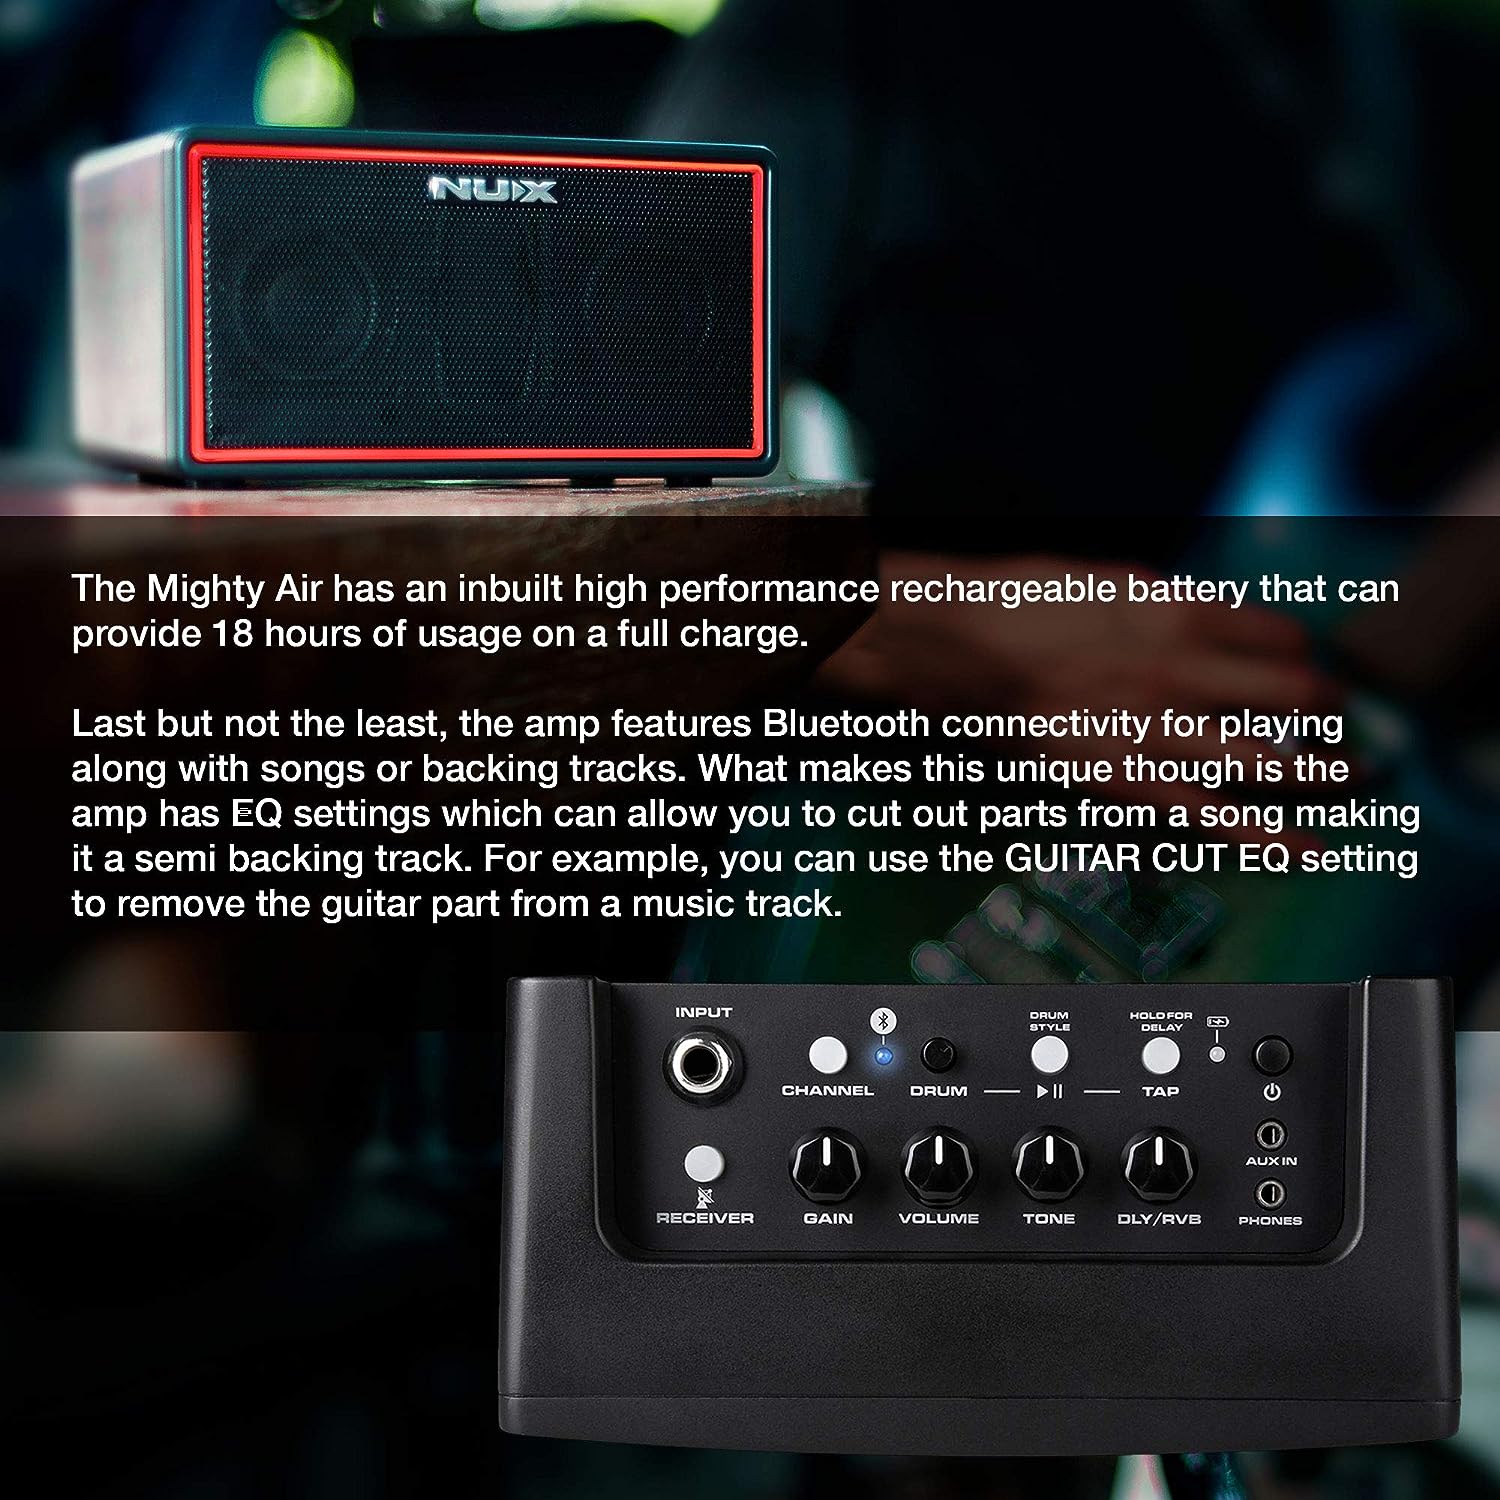 NUX
The Mighty Air has an inbuilt high performance rechargeable battery that can
provide 18 hours of usage on a full charge.
Last but not the least, the amp features Bluetooth connectivity for playing
along with songs or backing tracks. What makes this unique though is the
amp has EQ settings which can allow you to cut out parts from a song making
it a semi backing track. For example, you can use the GUITAR CUT EQ setting
to remove the guitar part from a music track.
INPUT
DRUM
STYLE
HOLD FOR
DELAY
CHANNEL
DRUM
TAP
AUX IN
RECEIVER
GAIN
VOLUME
TONE
DLY/RVB
PHONES